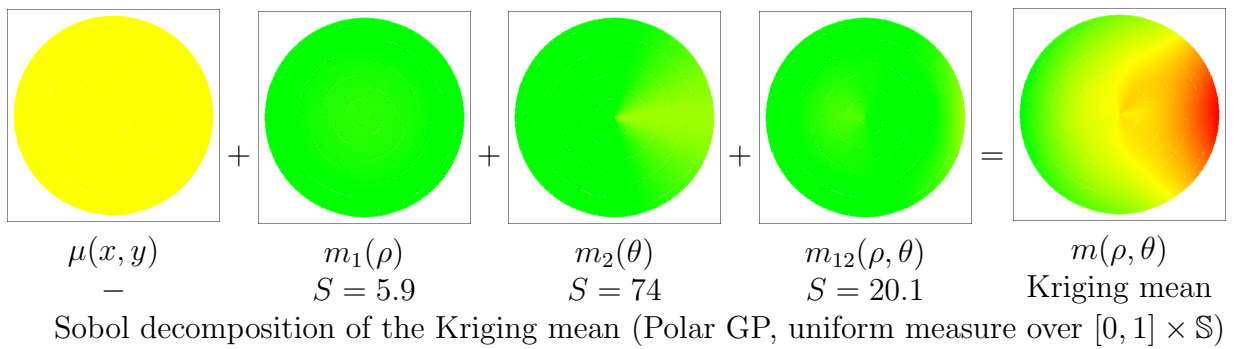 + + + =
μ(x, y) m₁(ρ) m₂(θ) m₁₂(ρ, θ) m(ρ, θ)
− S = 5.9 S = 74 S = 20.1 Kriging mean
Sobol decomposition of the Kriging mean (Polar GP, uniform measure over [0, 1] × 𝕊)